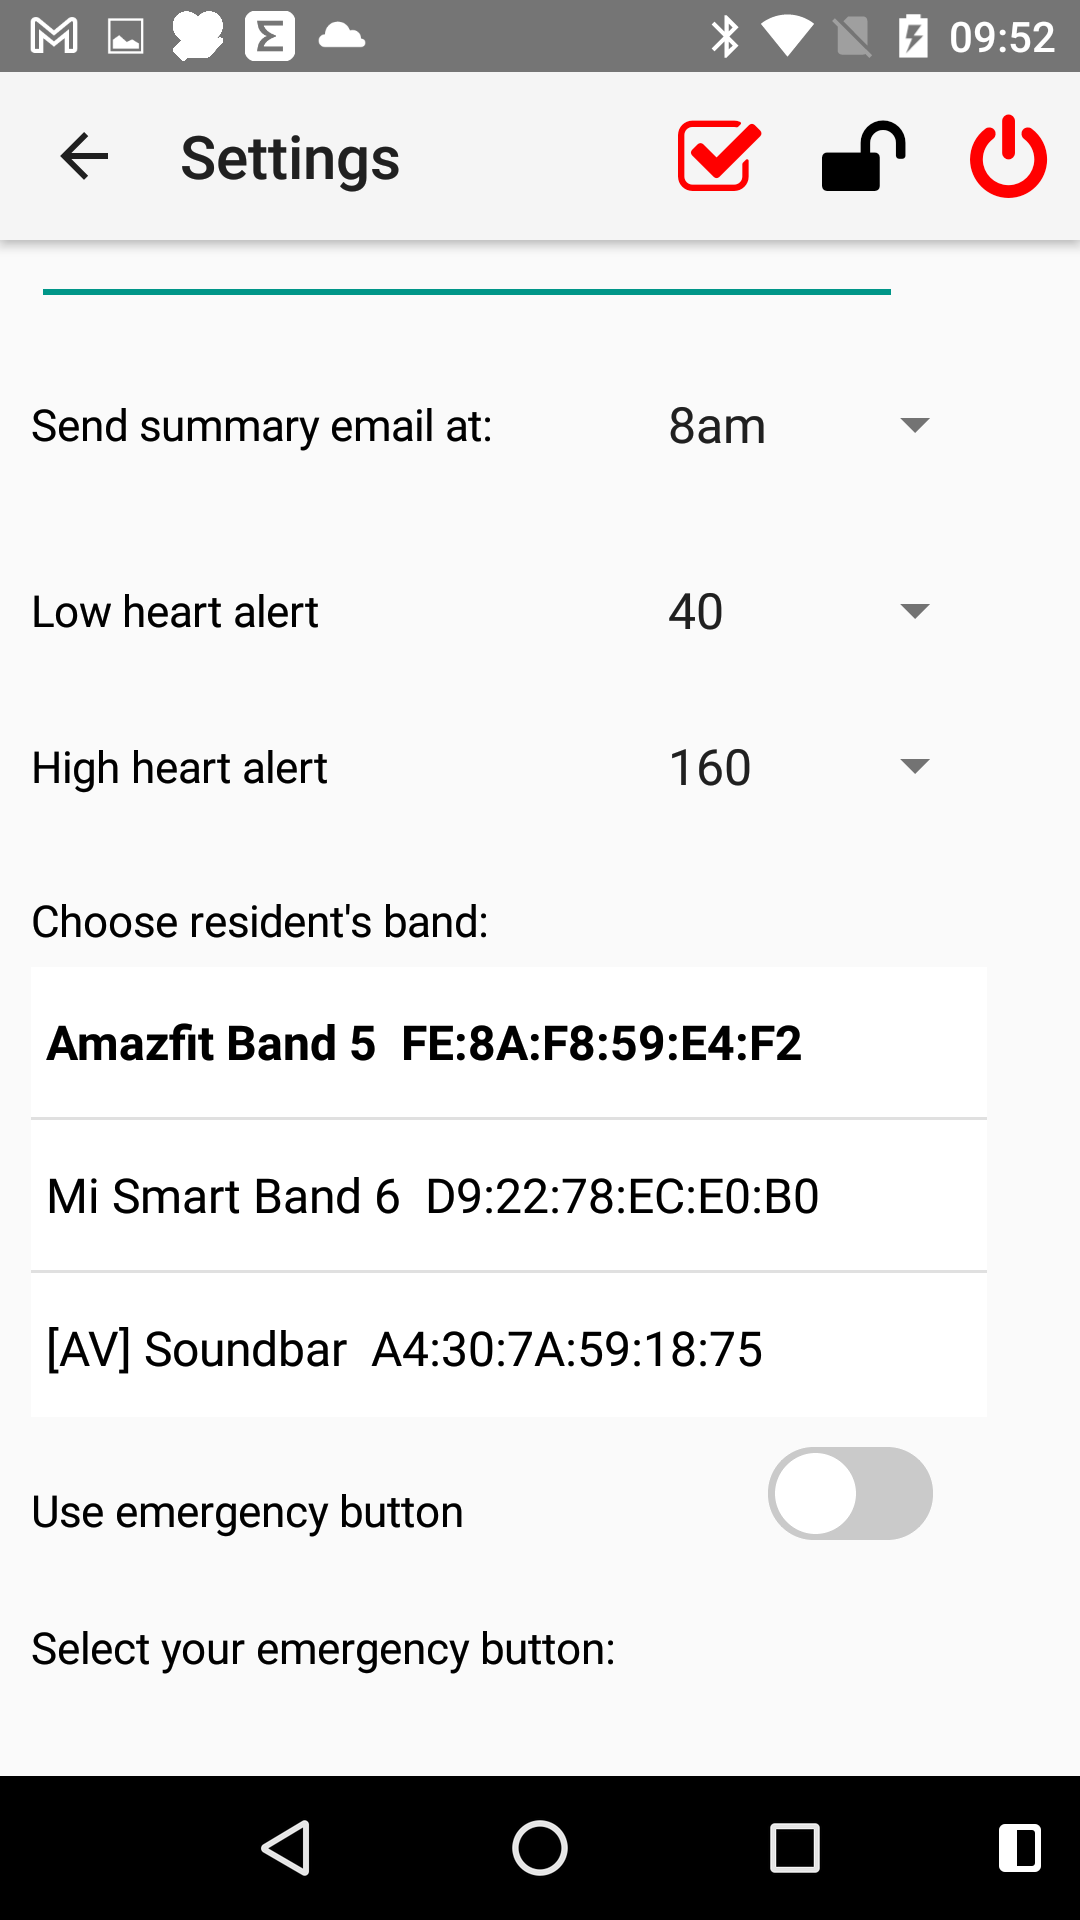 09:52
Settings
Send summary email at: 8am
Low heart alert 40
High heart alert 160
Choose resident's band:
Amazfit Band 5 FE:8A:F8:59:E4:F2
Mi Smart Band 6 D9:22:78:EC:E0:B0
[AV] Soundbar A4:30:7A:59:18:75
Use emergency button
Select your emergency button: